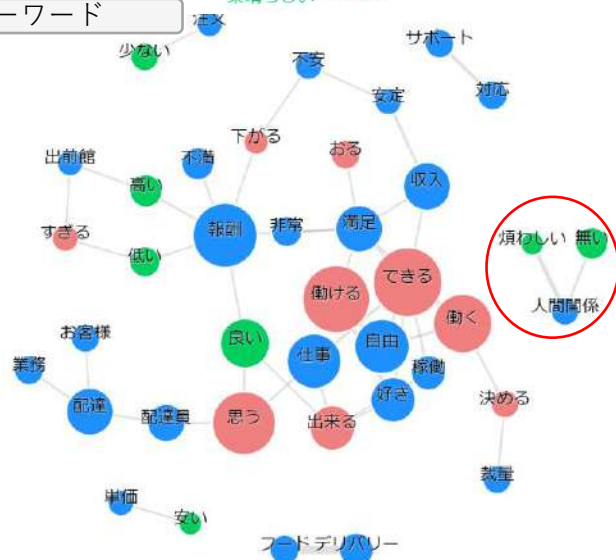 ーワード
素晴らしい
注文
少ない
サポート
不安
対応
安定
下がる
おる
出前館
不満
高い
収入
報酬
非常
満足
すぎる
煩わしい
無い
低い
できる
働ける
人間関係
働く
お客様
良い
仕事
自由
業務
稼働
配達
好き
決める
配達員
思う
出来る
裁量
単価
安い
フード
デリバリー